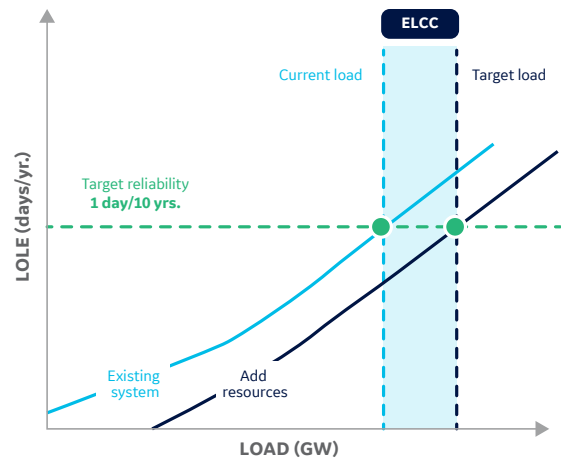 ELCC
Current load
Target load
Target reliability
1 day/10 yrs.
LOLE (days/yr.)
Existing
system
Add
resources
LOAD (GW)